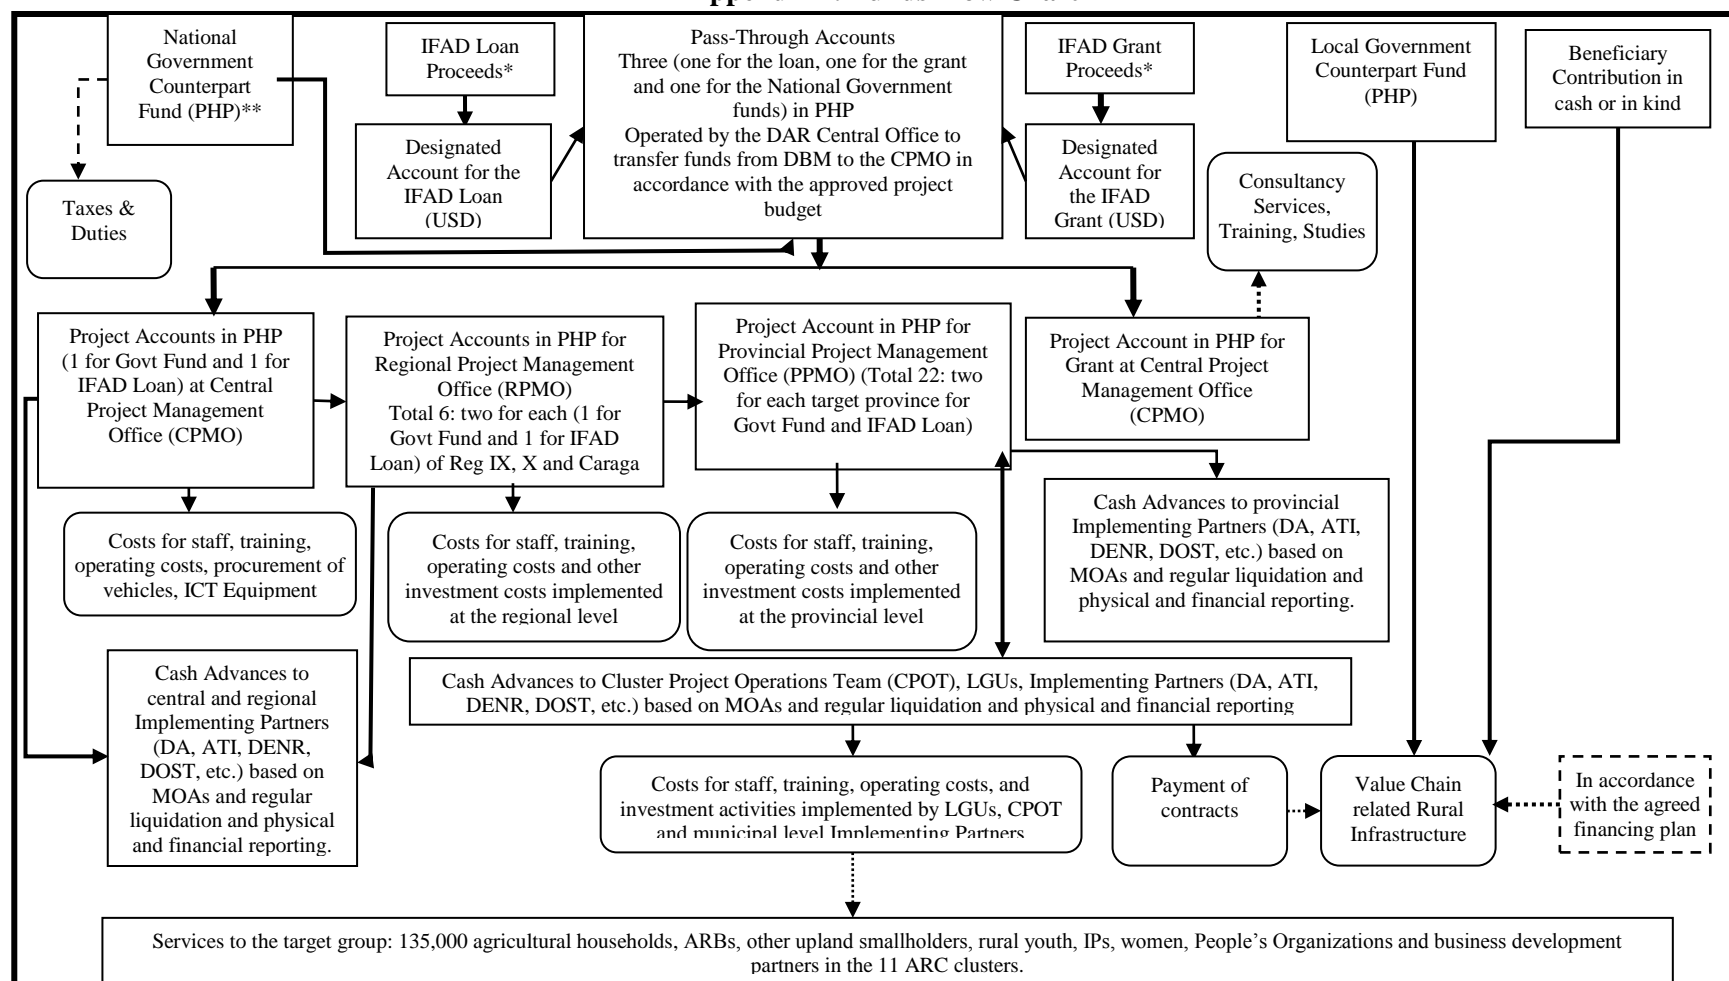 National
Government
Counterpart
Fund (PHP)**
IFAD Loan
Proceeds*
Pass-Through Accounts
Three (one for the loan, one for the grant
and one for the National Government
funds) in PHP
Operated by the DAR Central Office to
transfer funds from DBM to the CPMO in
accordance with the approved project
budget
IFAD Grant
Proceeds*
Local Government
Counterpart Fund
(PHP)
Beneficiary
Contribution in
cash or in kind
Designated
Account for the
IFAD Loan
(USD)
Designated
Account for
the IFAD
Grant (USD)
Taxes &
Duties
Consultancy
Services,
Training, Studies
Project Accounts in PHP
(1 for Govt Fund and 1 for
IFAD Loan) at Central
Project Management
Office (CPMO)
Project Accounts in PHP for
Regional Project Management
Office (RPMO)
Total 6: two for each (1 for
Govt Fund and 1 for IFAD
Loan) of Reg IX, X and Caraga
Project Account in PHP for
Provincial Project Management
Office (PPMO) (Total 22: two
for each target province for
Govt Fund and IFAD Loan)
Project Account in PHP for
Grant at Central Project
Management Office
(CPMO)
Costs for staff, training,
operating costs, procurement of
vehicles, ICT Equipment
Costs for staff, training,
operating costs and other
investment costs implemented
at the regional level
Costs for staff, training,
operating costs and other
investment costs implemented
at the provincial level
Cash Advances to provincial
Implementing Partners (DA, ATI,
DENR, DOST, etc.) based on
MOAs and regular liquidation and
physical and financial reporting.
Cash Advances to
central and regional
Implementing Partners
(DA, ATI, DENR,
DOST, etc.) based on
MOAs and regular
liquidation and physical
and financial reporting.
Cash Advances to Cluster Project Operations Team (CPOT), LGUs, Implementing Partners (DA, ATI,
DENR, DOST, etc.) based on MOAs and regular liquidation and physical and financial reporting
Costs for staff, training, operating costs, and
investment activities implemented by LGUs, CPOT
and municipal level Implementing Partners
Payment of
contracts
Value Chain
related Rural
Infrastructure
In accordance
with the agreed
financing plan
Services to the target group: 135,000 agricultural households, ARBs, other upland smallholders, rural youth, IPs, women, People’s Organizations and business development
partners in the 11 ARC clusters.